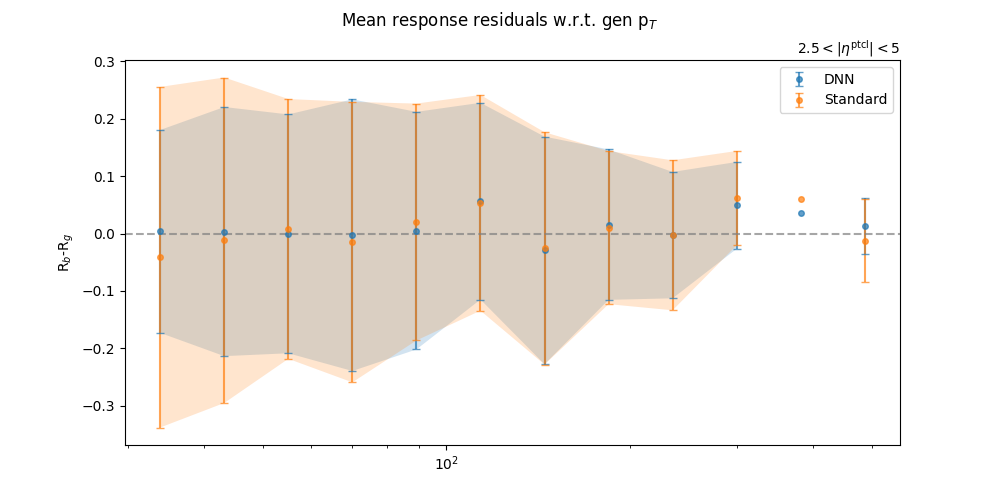 Mean response residuals w.r.t. gen p_T
2.5 < |η^ptcl| < 5
DNN
Standard
0.3
0.2
0.1
0.0
−0.1
−0.2
−0.3
R_b-R_g
10^2